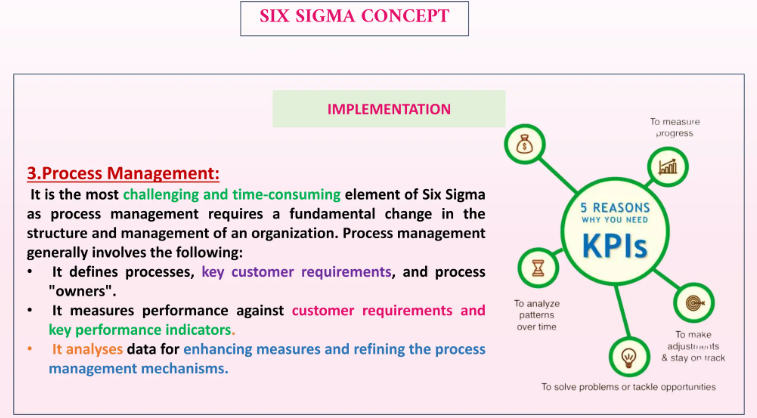 SIX SIGMA CONCEPT
IMPLEMENTATION
3.Process Management:
It is the most challenging and time-consuming element of Six Sigma
as process management requires a fundamental change in the
structure and management of an organization. Process management
generally involves the following:
• It defines processes, key customer requirements, and process
"owners".
• It measures performance against customer requirements and
key performance indicators.
• It analyses data for enhancing measures and refining the process
management mechanisms.
To measure
progress
5 REASONS
WHY YOU NEED
KPIs
To analyze
patterns
over time
To make
adjustments
& stay on track
To solve problems or tackle opportunities